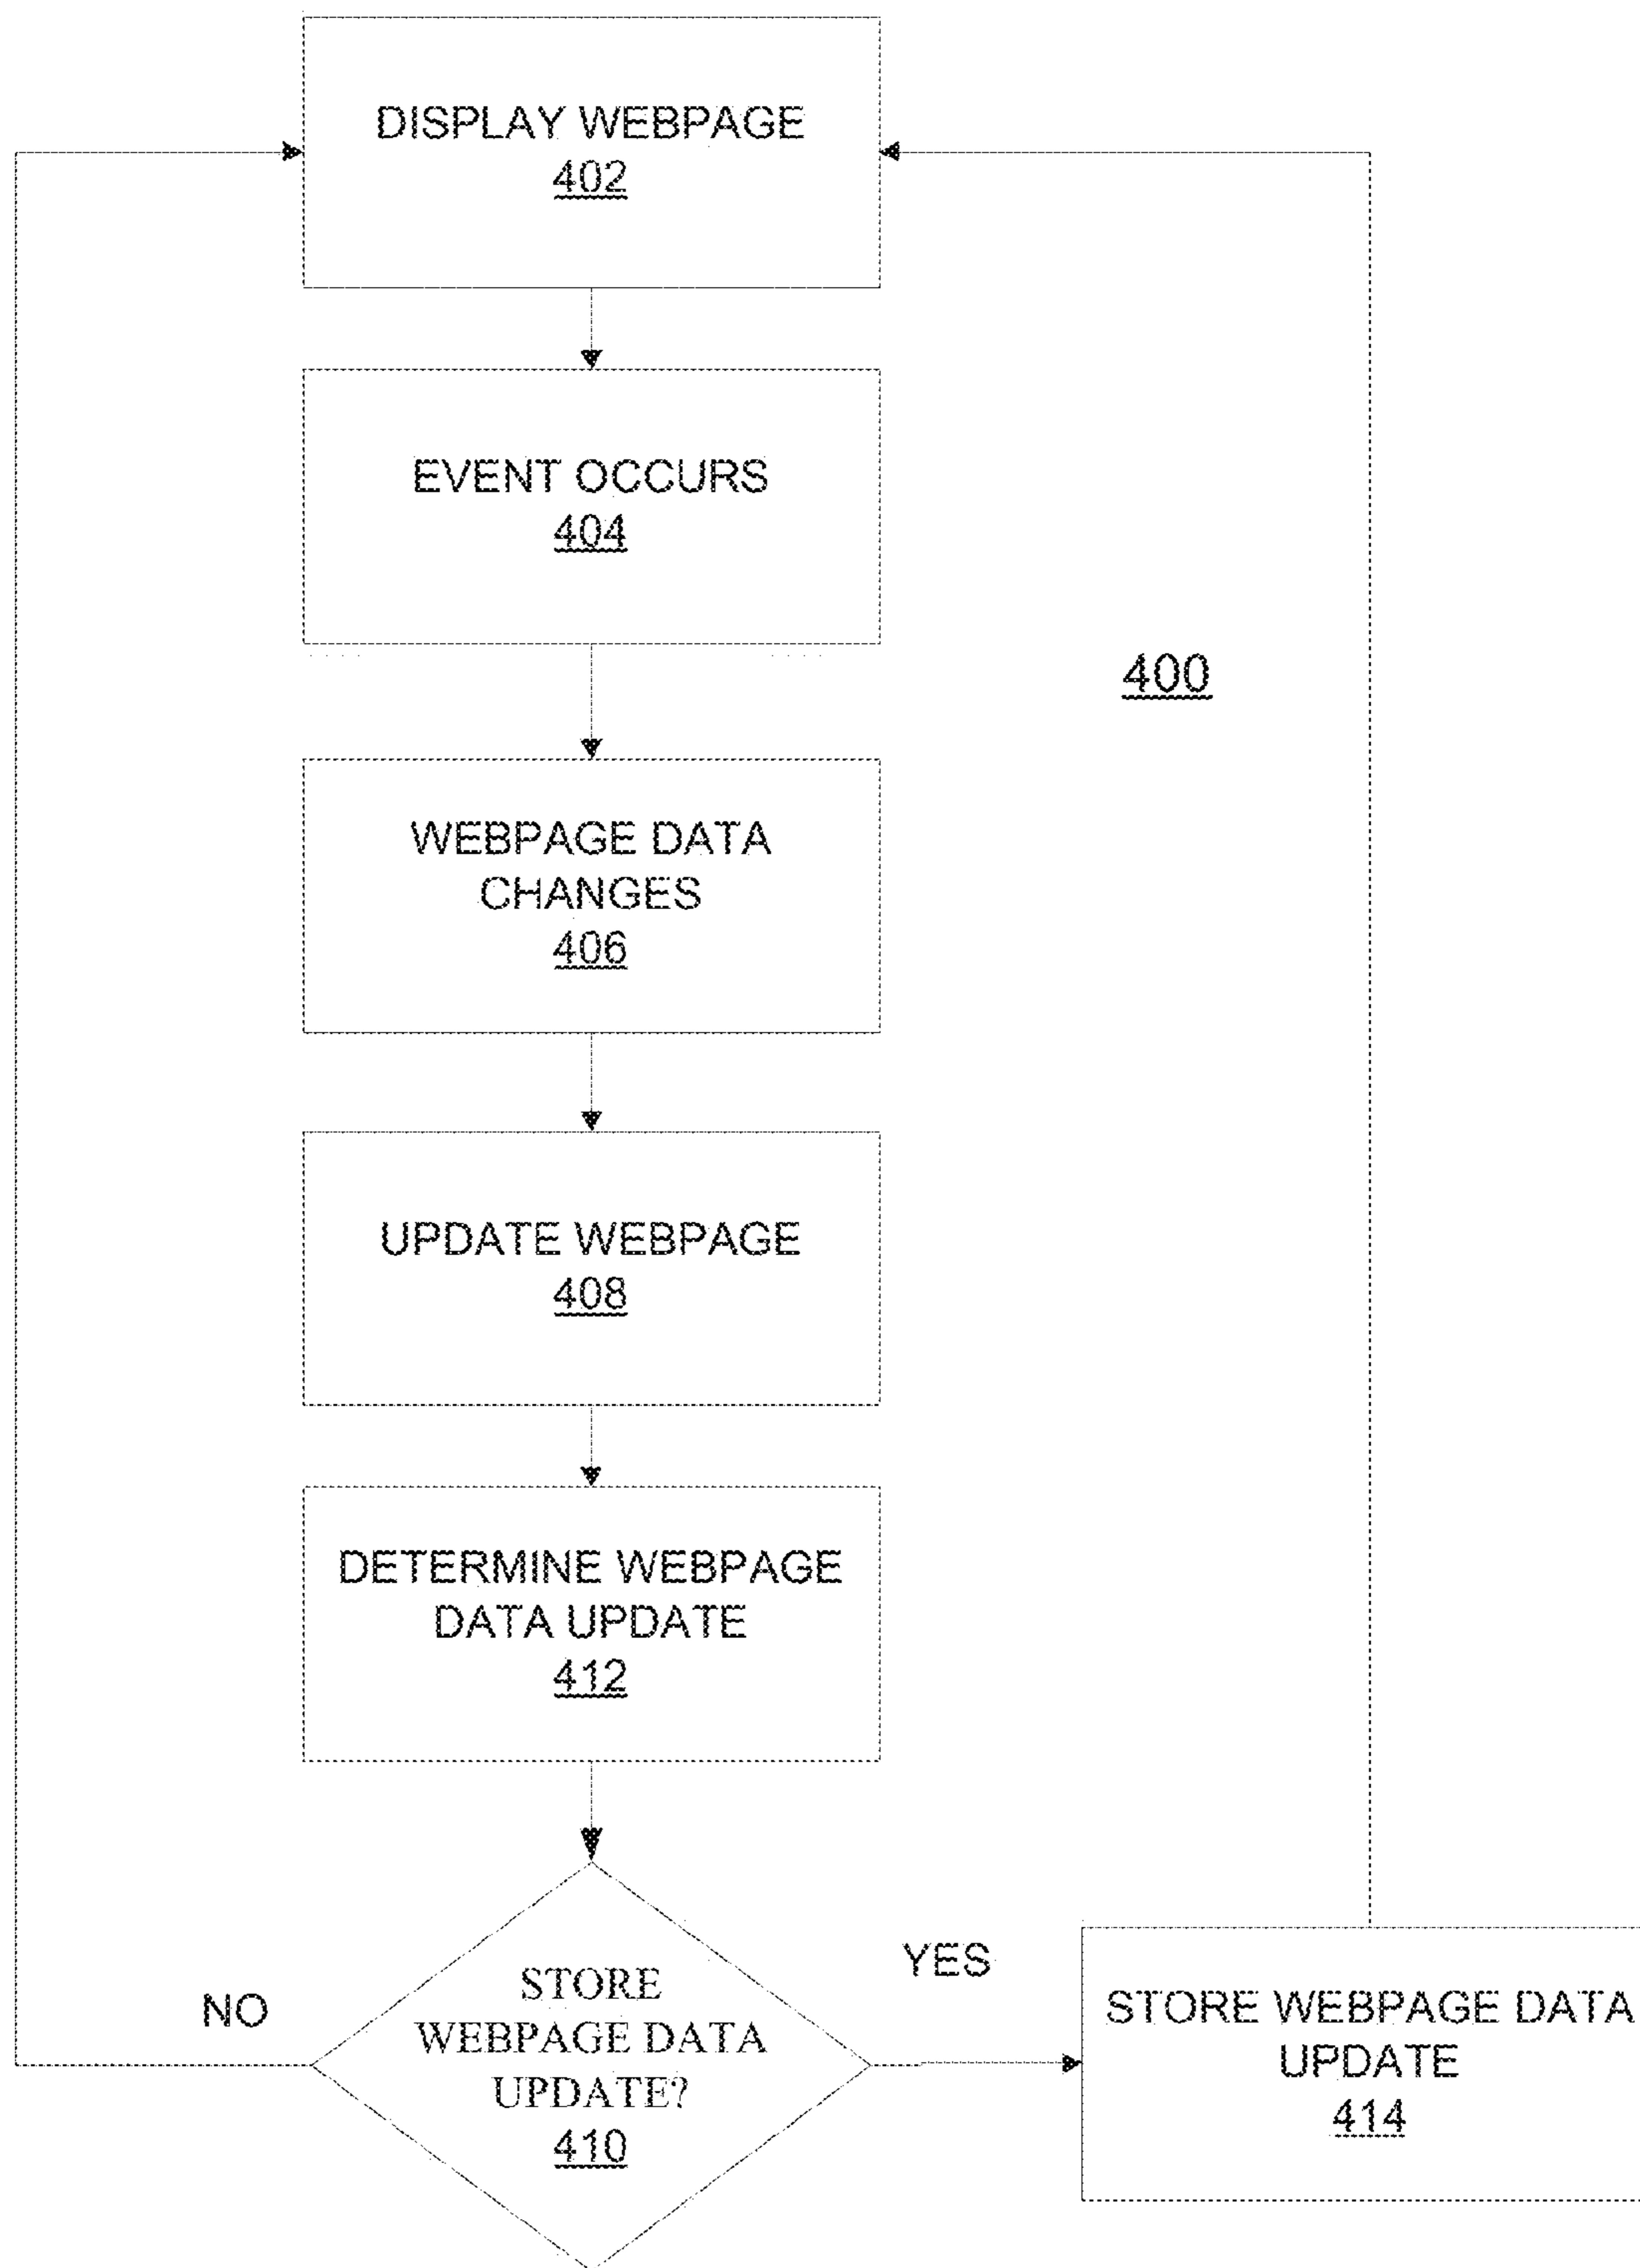 DISPLAY WEBPAGE
402
EVENT OCCURS
404
400
WEBPAGE DATA
CHANGES
406
UPDATE WEBPAGE
408
DETERMINE WEBPAGE
DATA UPDATE
412
STORE
WEBPAGE DATA
UPDATE?
410
NO
YES
STORE WEBPAGE DATA
UPDATE
414